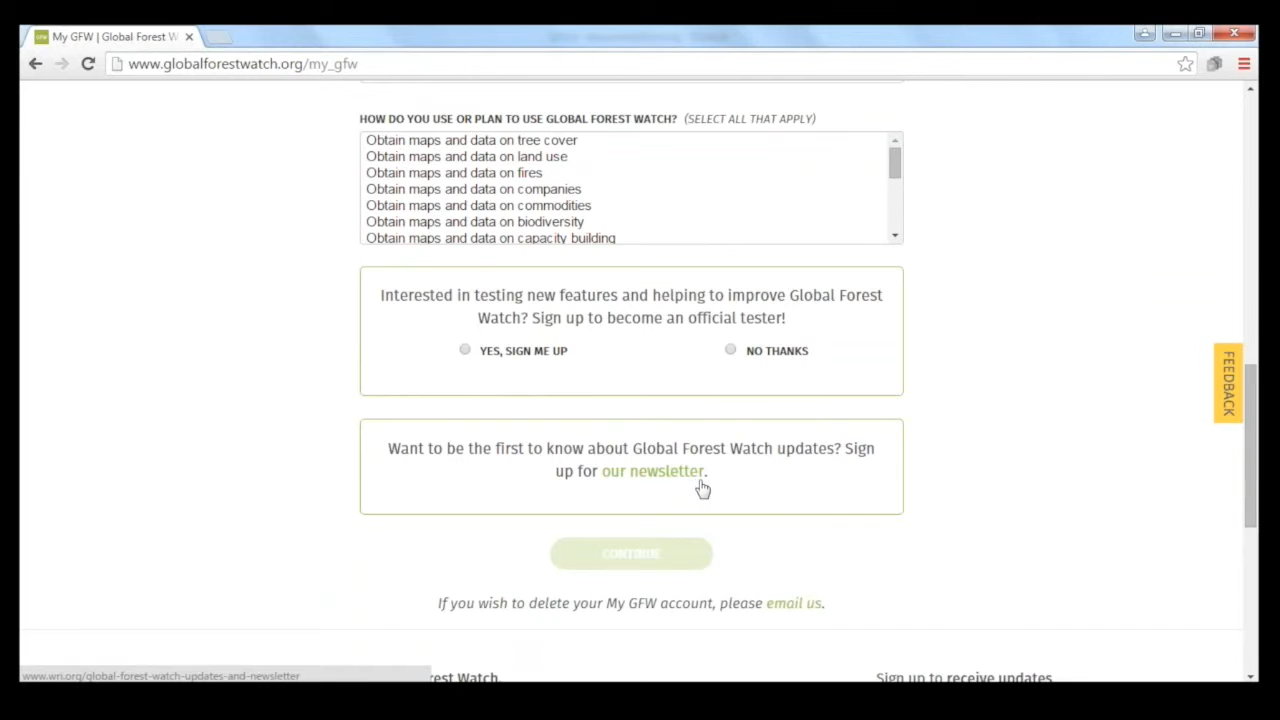 My GFW | Global Forest W
www.globalforestwatch.org/my_gfw
HOW DO YOU USE OR PLAN TO USE GLOBAL FOREST WATCH? (SELECT ALL THAT APPLY)
Obtain maps and data on tree cover
Obtain maps and data on land use
Obtain maps and data on fires
Obtain maps and data on companies
Obtain maps and data on commodities
Obtain maps and data on biodiversity
Obtain maps and data on capacity building
Interested in testing new features and helping to improve Global Forest
Watch? Sign up to become an official tester!
YES, SIGN ME UP
NO THANKS
FEEDBACK
Want to be the first to know about Global Forest Watch updates? Sign
up for our newsletter.
CONTINUE
If you wish to delete your My GFW account, please email us.
www.wri.org/global-forest-watch-updates-and-newsletter
rest Watch.
Sign up to receive updates